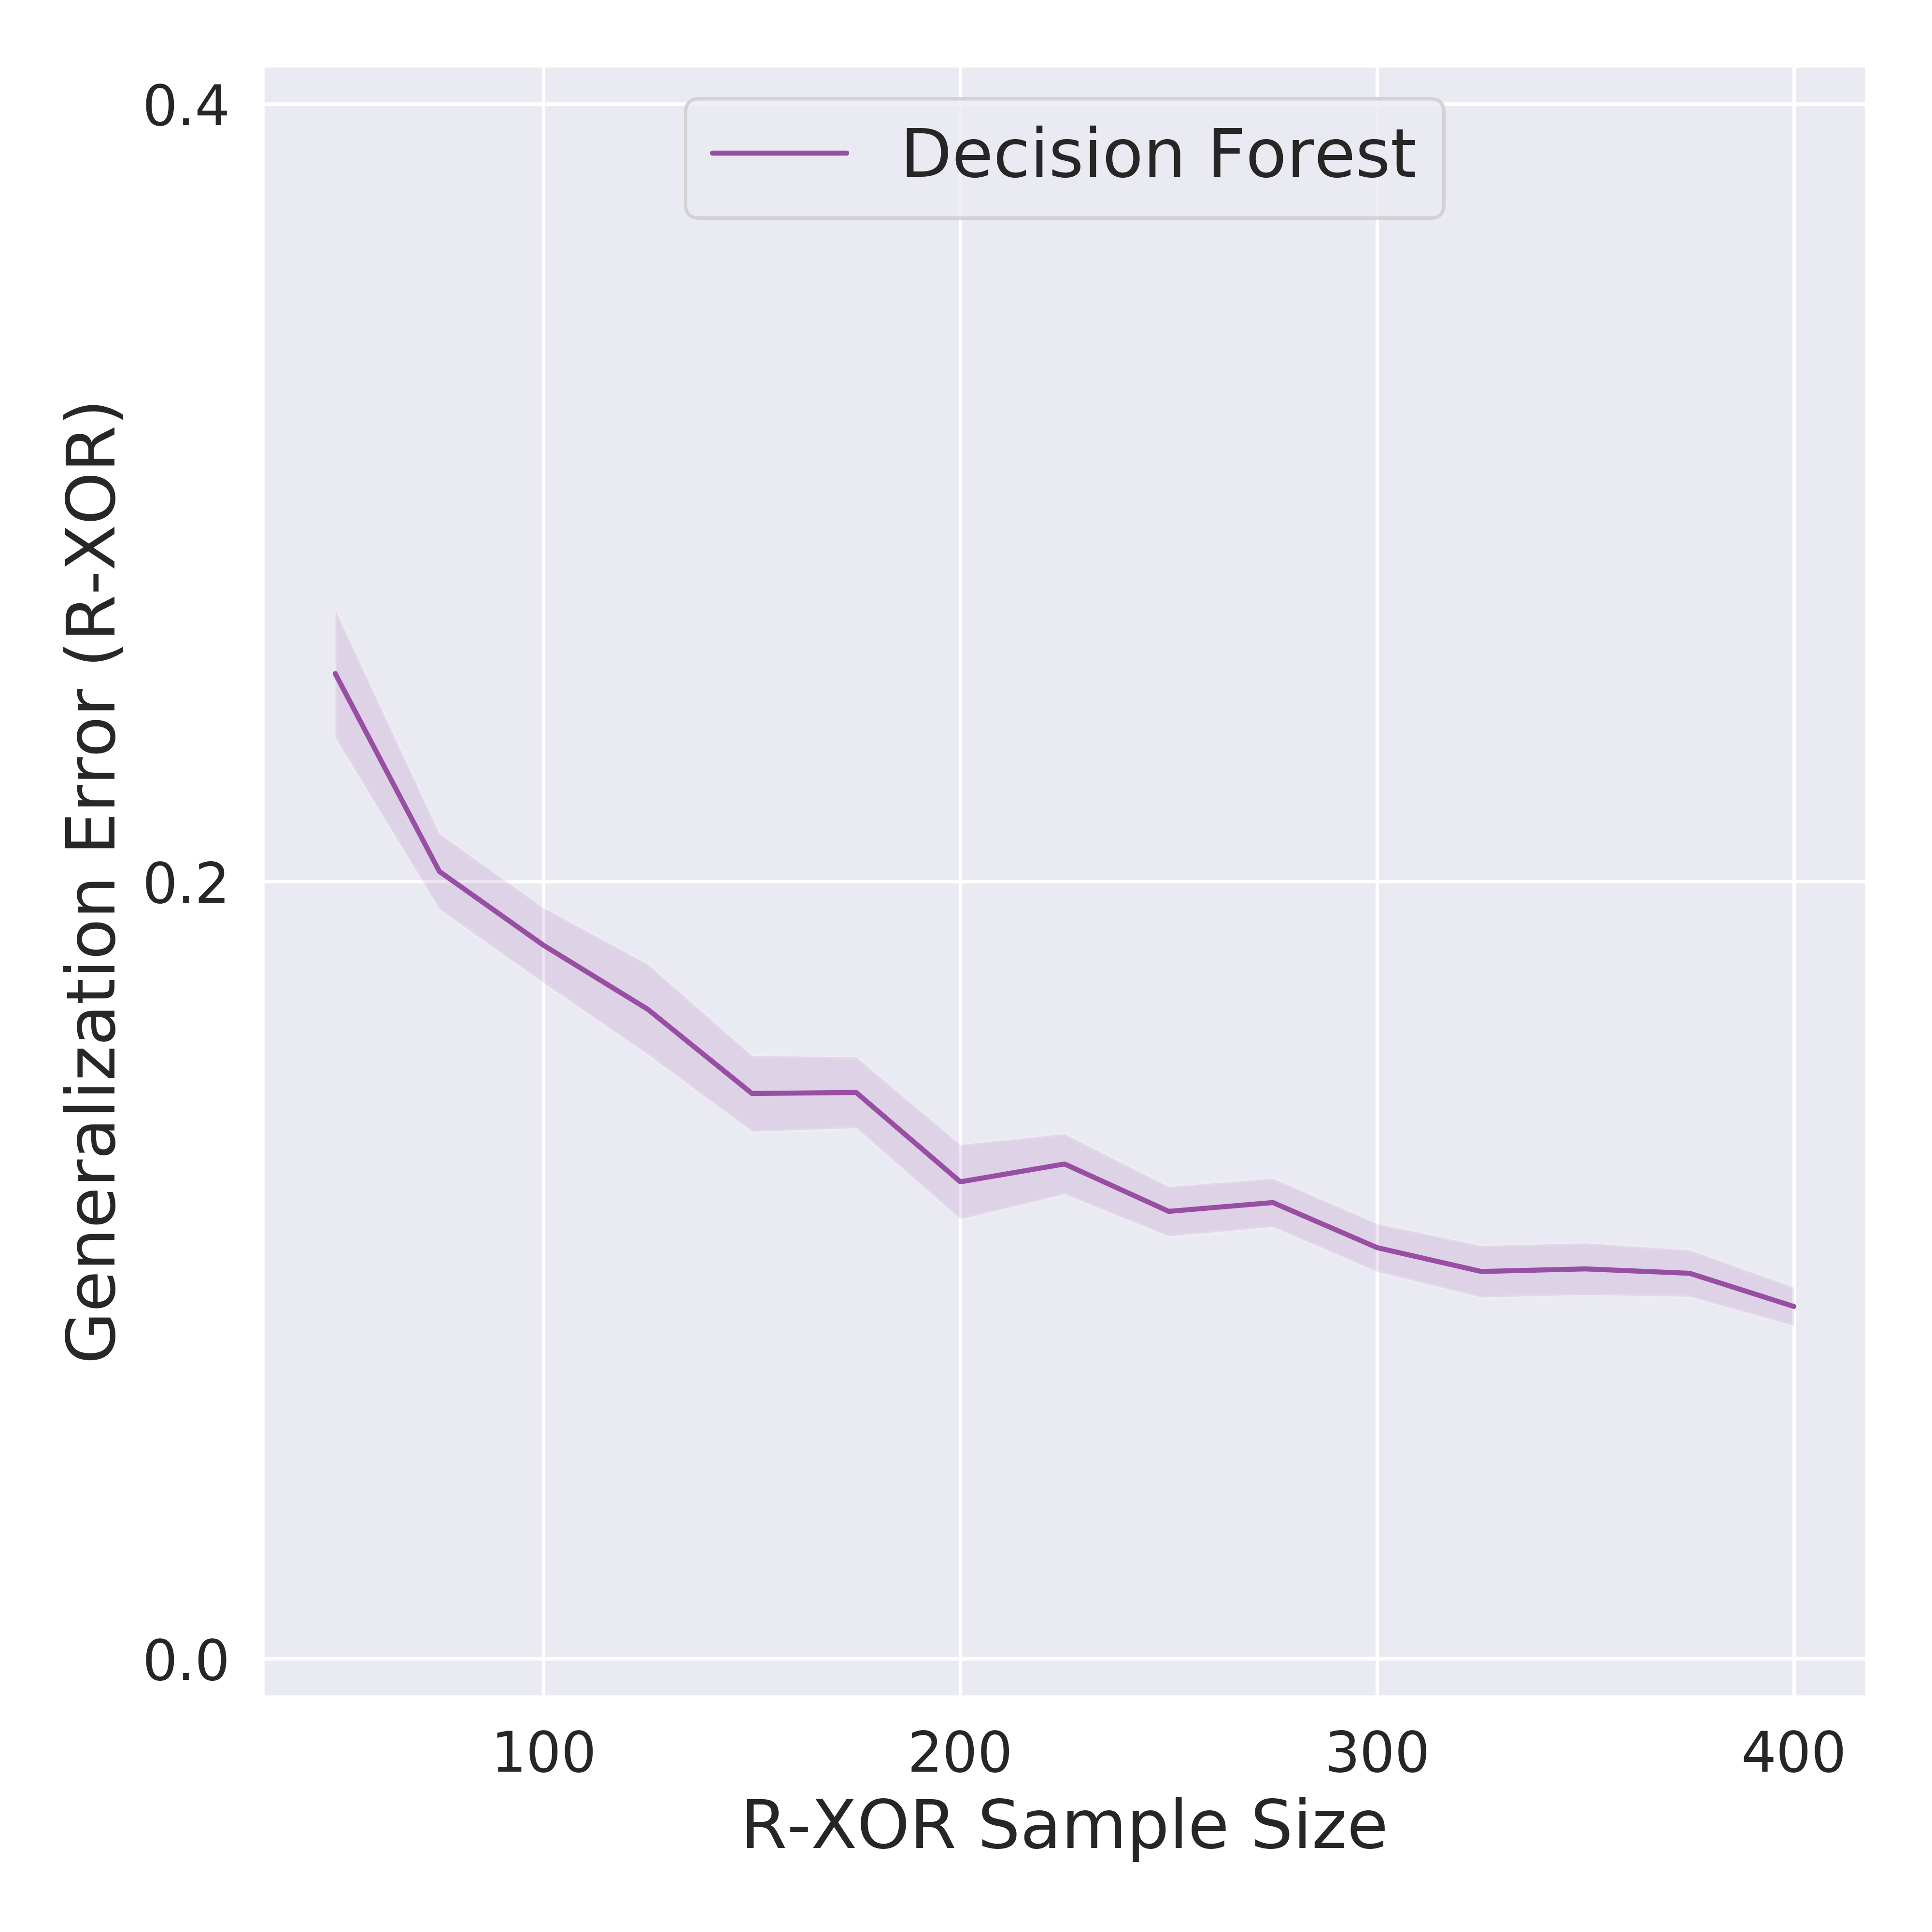 0.4
Decision Forest
Generalization Error (R-XOR)
0.2
0.0
100 200 300 400
R-XOR Sample Size